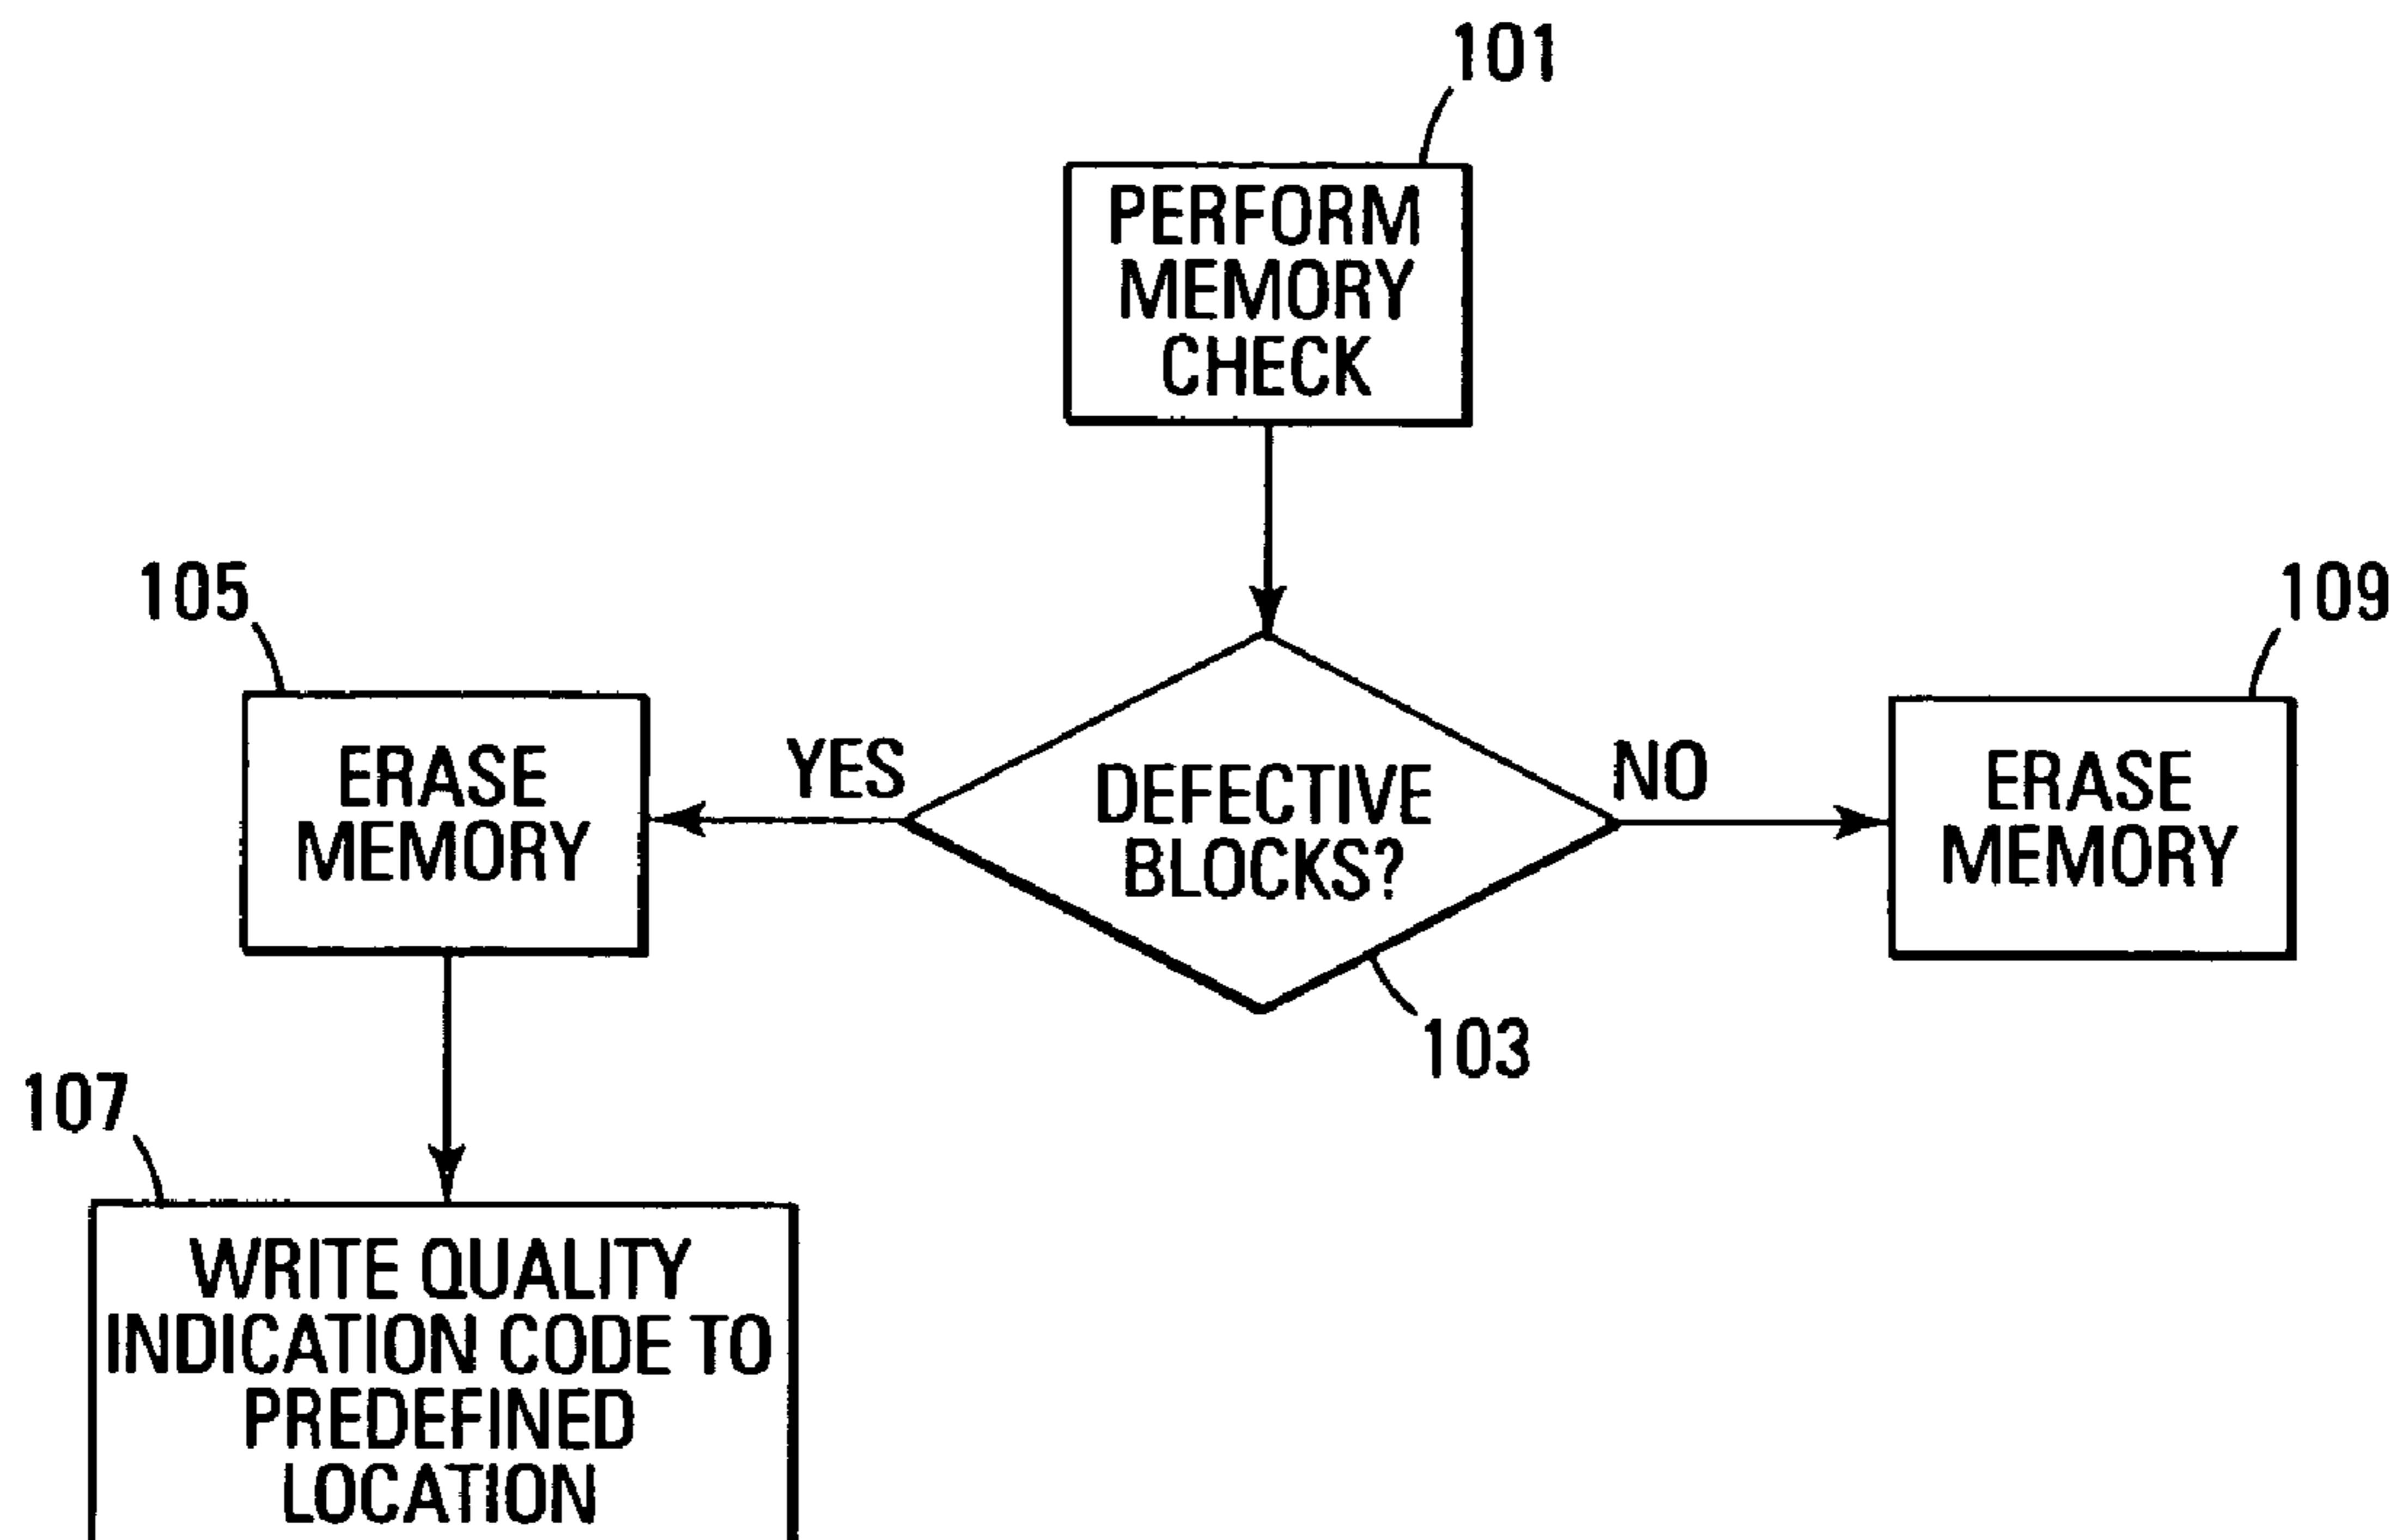 101
PERFORM
MEMORY
CHECK
105
109
YES
NO
ERASE
MEMORY
DEFECTIVE
BLOCKS?
ERASE
MEMORY
103
107
WRITE QUALITY
INDICATION CODE TO
PREDEFINED
LOCATION